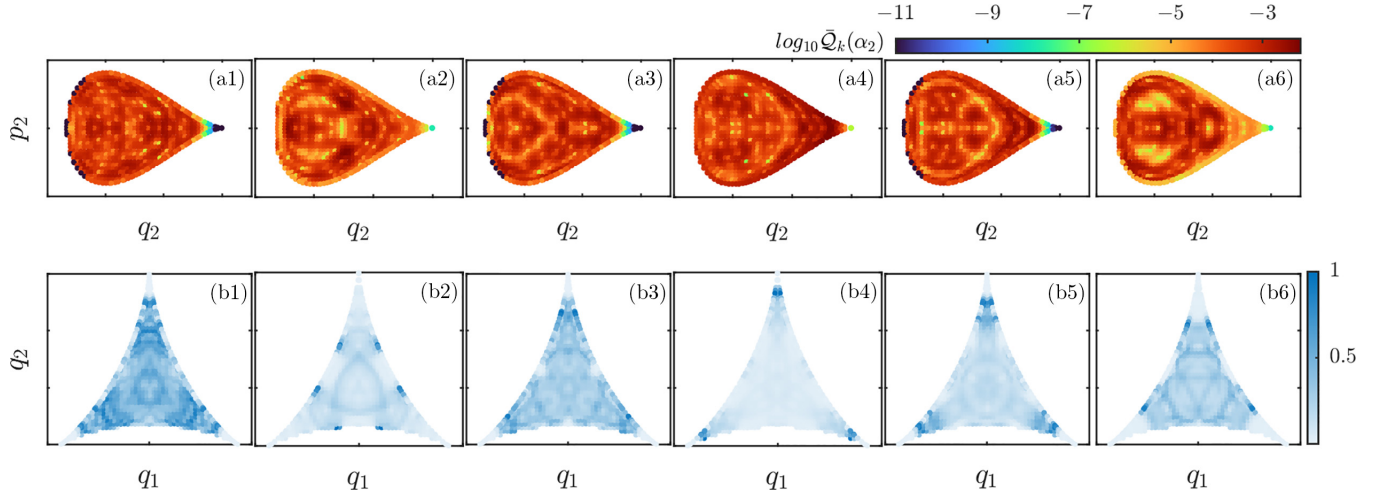 −11 −9 −7 −5 −3
log₁₀ 𝒬̄ₖ(α₂)
p₂ (a1) (a2) (a3) (a4) (a5) (a6)
q₂ q₂ q₂ q₂ q₂ q₂
q₂ (b1) (b2) (b3) (b4) (b5) (b6) 1
0.5
q₁ q₁ q₁ q₁ q₁ q₁